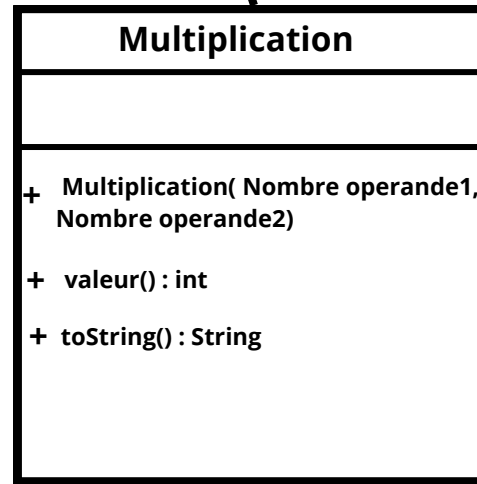 Multiplication
+ Multiplication( Nombre operande1,
Nombre operande2)
+ valeur() : int
+ toString() : String